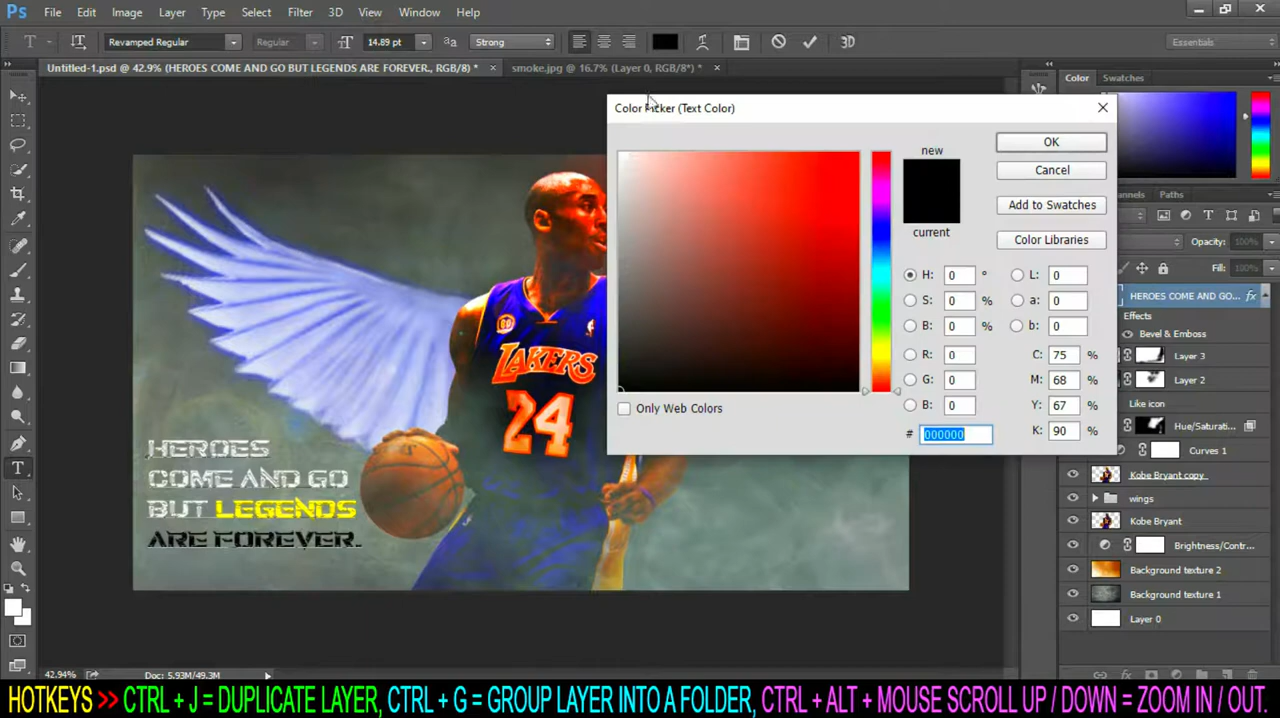 Ps File Edit Image Layer Type Select Filter 3D View Window Help
T Revamped Regular Regular 14.89 pt aa Strong 3D Essentials
Untitled-1.psd @ 42.9% (HEROES COME AND GO BUT LEGENDS ARE FOREVER., RGB/8) * × smoke.jpg @ 16.7% (Layer 0, RGB/8*) * ×
Color Swatches
Color Picker (Text Color)
new
OK
Cancel
Add to Swatches
current
Color Libraries
H: 0 ° L: 0
S: 0 % a: 0
B: 0 % b: 0
R: 0 C: 75 %
G: 0 M: 68 %
B: 0 Y: 67 %
# 000000 K: 90 %
Only Web Colors
annels Paths
Opacity: 100%
Fill: 100%
HEROES COME AND GO... fx
Effects
Bevel & Emboss
Layer 3
Layer 2
Like icon
Hue/Saturati...
Curves 1
Kobe Bryant copy
wings
Kobe Bryant
Brightness/Contr...
Background texture 2
Background texture 1
Layer 0
LAKERS
24
HEROES
COME AND GO
BUT LEGENDS
ARE FOREVER.
42.94% Doc: 5.93M/49.3M
HOTKEYS >> CTRL + J = DUPLICATE LAYER, CTRL + G = GROUP LAYER INTO A FOLDER, CTRL + ALT + MOUSE SCROLL UP / DOWN = ZOOM IN / OUT.